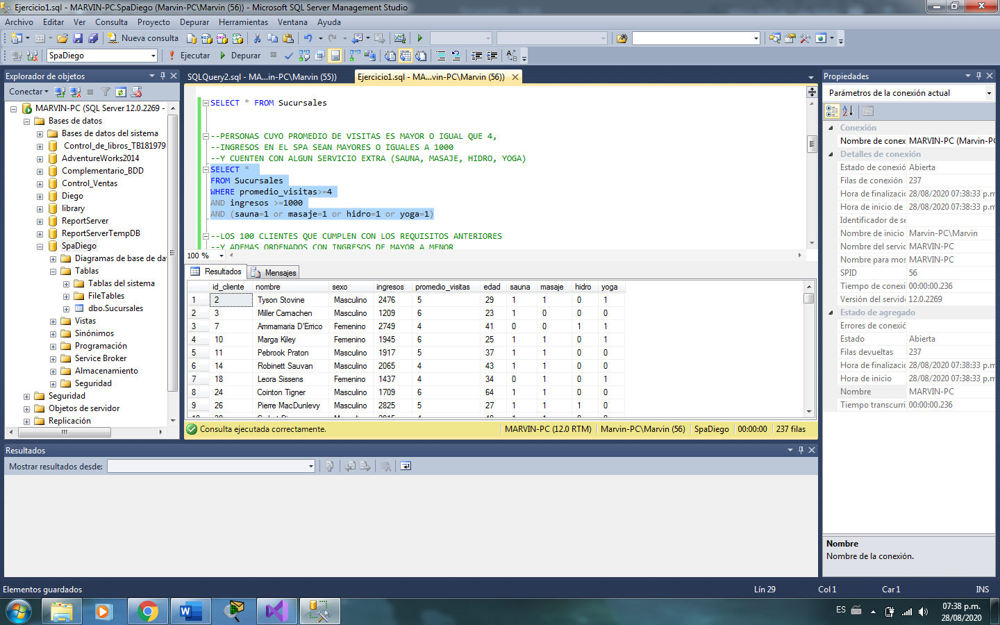 Ejercicio1.sql - MARVIN-PC.SpaDiego (Marvin-PC\Marvin (56)) - Microsoft SQL Server Management Studio
Archivo Editar Ver Consulta Proyecto Depurar Herramientas Ventana Ayuda
Nueva consulta
SpaDiego Ejecutar Depurar
Explorador de objetos
Conectar
MARVIN-PC (SQL Server 12.0.2269 -
Bases de datos
Bases de datos del sistema
Control_de_libros_TB181979
AdventureWorks2014
Complementario_BDD
Control_Ventas
Diego
library
ReportServer
ReportServerTempDB
SpaDiego
Diagramas de base de da
Tablas
Tablas del sistema
FileTables
dbo.Sucursales
Vistas
Sinónimos
Programación
Service Broker
Almacenamiento
Seguridad
Seguridad
Objetos de servidor
Replicación
SQLQuery2.sql - MA...in-PC\Marvin (55)) Ejercicio1.sql - MA...vin-PC\Marvin (56))
SELECT * FROM Sucursales
--PERSONAS CUYO PROMEDIO DE VISITAS ES MAYOR O IGUAL QUE 4,
--INGRESOS EN EL SPA SEAN MAYORES O IGUALES A 1000
--Y CUENTEN CON ALGUN SERVICIO EXTRA (SAUNA, MASAJE, HIDRO, YOGA)
SELECT *
FROM Sucursales
WHERE promedio_visitas>=4
AND ingresos >=1000
AND (sauna=1 or masaje=1 or hidro=1 or yoga=1)
--LOS 100 CLIENTES QUE CUMPLEN CON LOS REQUISITOS ANTERIORES
--Y ADEMAS ORDENADOS CON INGRESOS DE MAYOR A MENOR
100 %
Resultados Mensajes
id_cliente nombre sexo ingresos promedio_visitas edad sauna masaje hidro yoga
1 2 Tyson Stovine Masculino 2476 5 29 1 1 0 1
2 3 Miller Camachen Masculino 1209 6 23 1 0 0 0
3 7 Ammamaria D'Errico Femenino 2749 4 41 0 0 1 1
4 10 Marga Kiley Femenino 1945 6 25 1 1 0 1
5 11 Pebrook Praton Masculino 1917 5 37 1 1 0 0
6 14 Robinett Sauvan Masculino 2065 4 43 1 1 0 0
7 18 Leora Sissens Femenino 1437 4 34 0 1 0 1
8 24 Cointon Tigner Masculino 1709 6 64 1 1 0 0
9 26 Pierre MacDunlevy Masculino 2825 5 27 1 1 1 0
Consulta ejecutada correctamente. MARVIN-PC (12.0 RTM) Marvin-PC\Marvin (56) SpaDiego 00:00:00 237 filas
Resultados
Mostrar resultados desde:
Propiedades
Parámetros de la conexión actual
Conexión
Nombre de conex MARVIN-PC (Marvin-PC
Detalles de conexión
Estado de conexió Abierta
Filas de conexión 237
Hora de finalizació 28/08/2020 07:38:33 p.m
Hora de inicio de 28/08/2020 07:38:33 p.m
Identificador de se
Nombre de inicio Marvin-PC\Marvin
Nombre del servic MARVIN-PC
Nombre para mos MARVIN-PC
SPID 56
Tiempo de conexi 00:00:00.236
Versión del servid 12.0.2269
Estado de agregado
Errores de conexió
Estado Abierta
Filas devueltas 237
Hora de finalizació 28/08/2020 07:38:33 p.m
Hora de inicio 28/08/2020 07:38:33 p.m
Nombre MARVIN-PC
Tiempo transcurri 00:00:00.236
Nombre
Nombre de la conexión.
Elementos guardados Lín 29 Col 1 Car 1 INS
ES 07:38 p.m.
28/08/2020